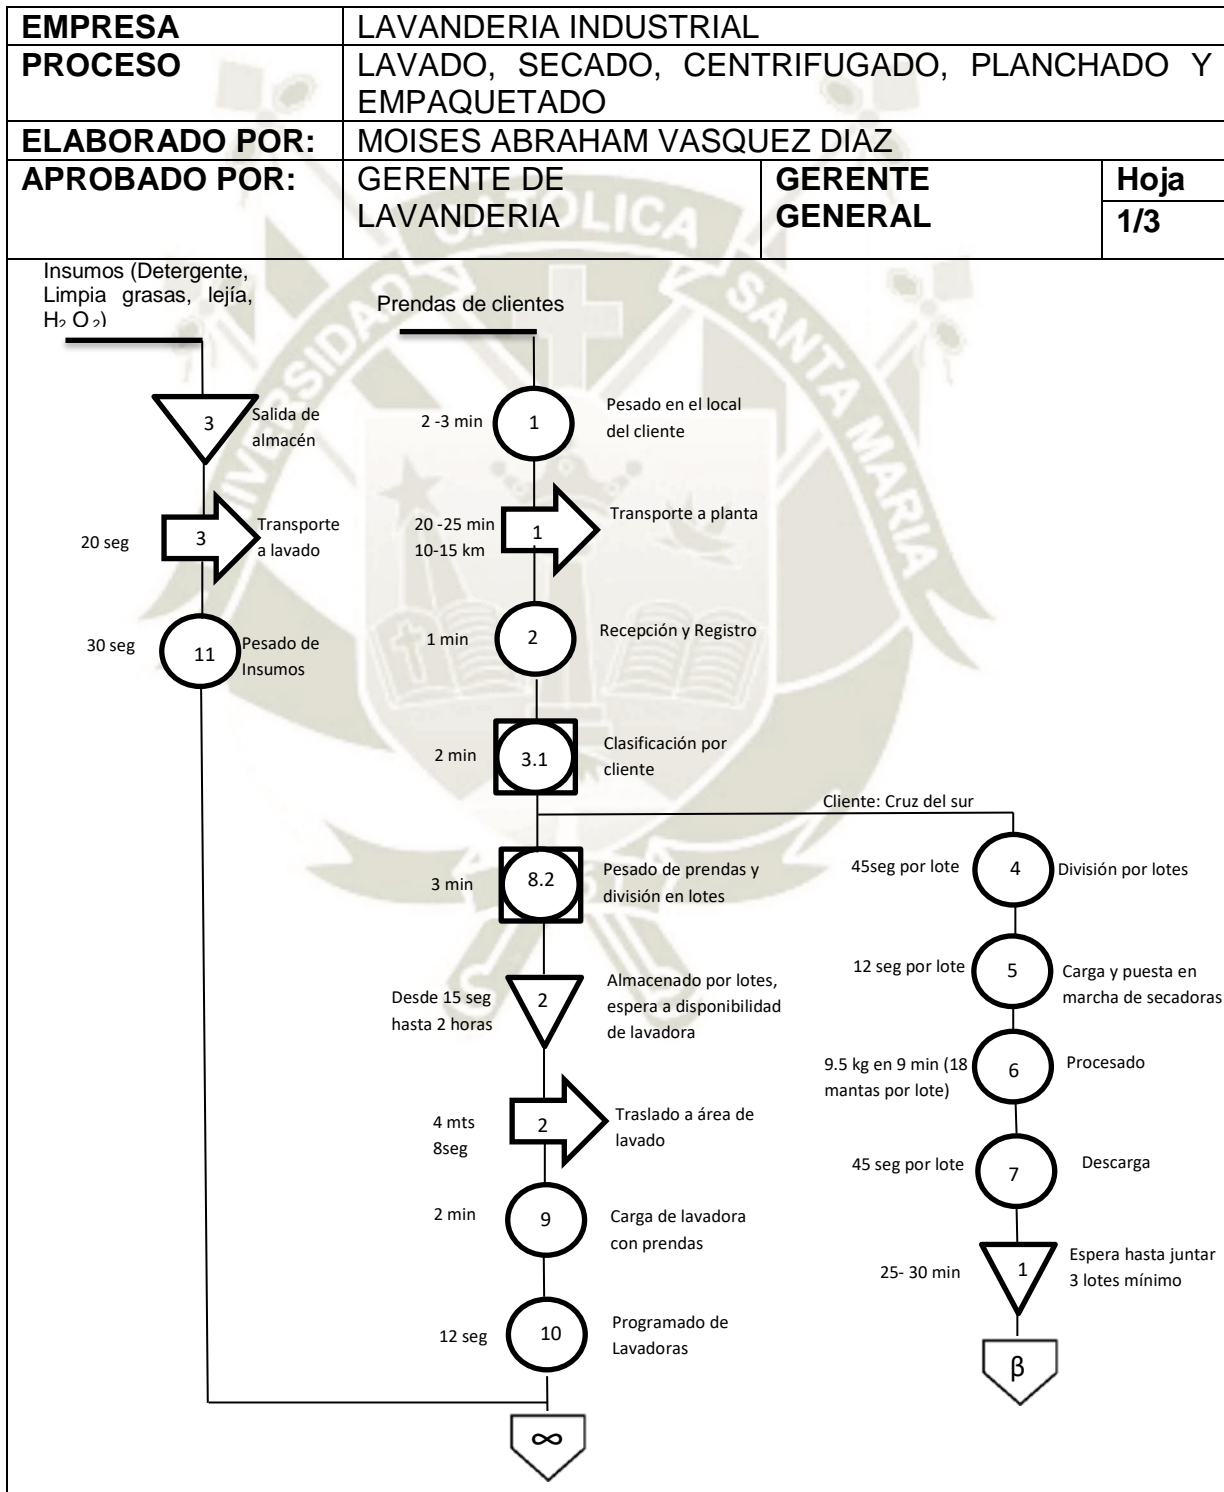 EMPRESA
LAVANDERIA INDUSTRIAL
PROCESO
LAVADO, SECADO, CENTRIFUGADO, PLANCHADO Y
EMPAQUETADO
ELABORADO POR:
MOISES ABRAHAM VASQUEZ DIAZ
APROBADO POR:
GERENTE DE
LAVANDERIA
GERENTE
GENERAL
Hoja
1/3
UNIVERSIDAD CATOLICA SANTA MARIA
Insumos (Detergente,
Limpia grasas, lejía,
H₂ O ₂)
3
Salida de
almacén
20 seg
3
Transporte
a lavado
30 seg
11
Pesado de
Insumos
Prendas de clientes
2 -3 min
1
Pesado en el local
del cliente
20 -25 min
10-15 km
1
Transporte a planta
1 min
2
Recepción y Registro
2 min
3.1
Clasificación por
cliente
3 min
8.2
Pesado de prendas y
división en lotes
Desde 15 seg
hasta 2 horas
2
Almacenado por lotes,
espera a disponibilidad
de lavadora
4 mts
8seg
2
Traslado a área de
lavado
2 min
9
Carga de lavadora
con prendas
12 seg
10
Programado de
Lavadoras
∞
Cliente: Cruz del sur
45seg por lote
4
División por lotes
12 seg por lote
5
Carga y puesta en
marcha de secadoras
9.5 kg en 9 min (18
mantas por lote)
6
Procesado
45 seg por lote
7
Descarga
25- 30 min
1
Espera hasta juntar
3 lotes mínimo
β